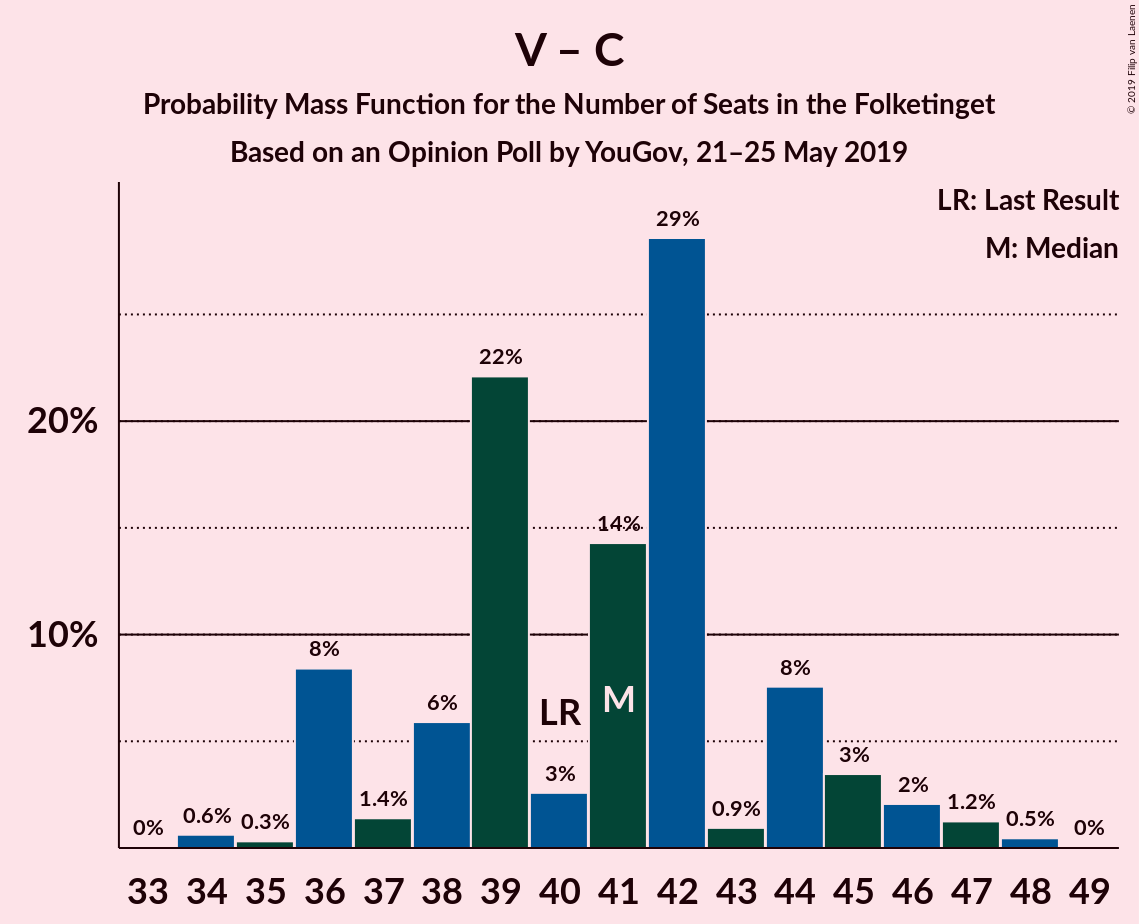 V – C
Probability Mass Function for the Number of Seats in the Folketinget
Based on an Opinion Poll by YouGov, 21–25 May 2019
© 2019 Filip van Laenen
LR: Last Result
M: Median
20%
10%
0%
0.6%
0.3%
8%
1.4%
6%
22%
3%
14%
29%
0.9%
8%
3%
2%
1.2%
0.5%
0%
LR
M
33 34 35 36 37 38 39 40 41 42 43 44 45 46 47 48 49